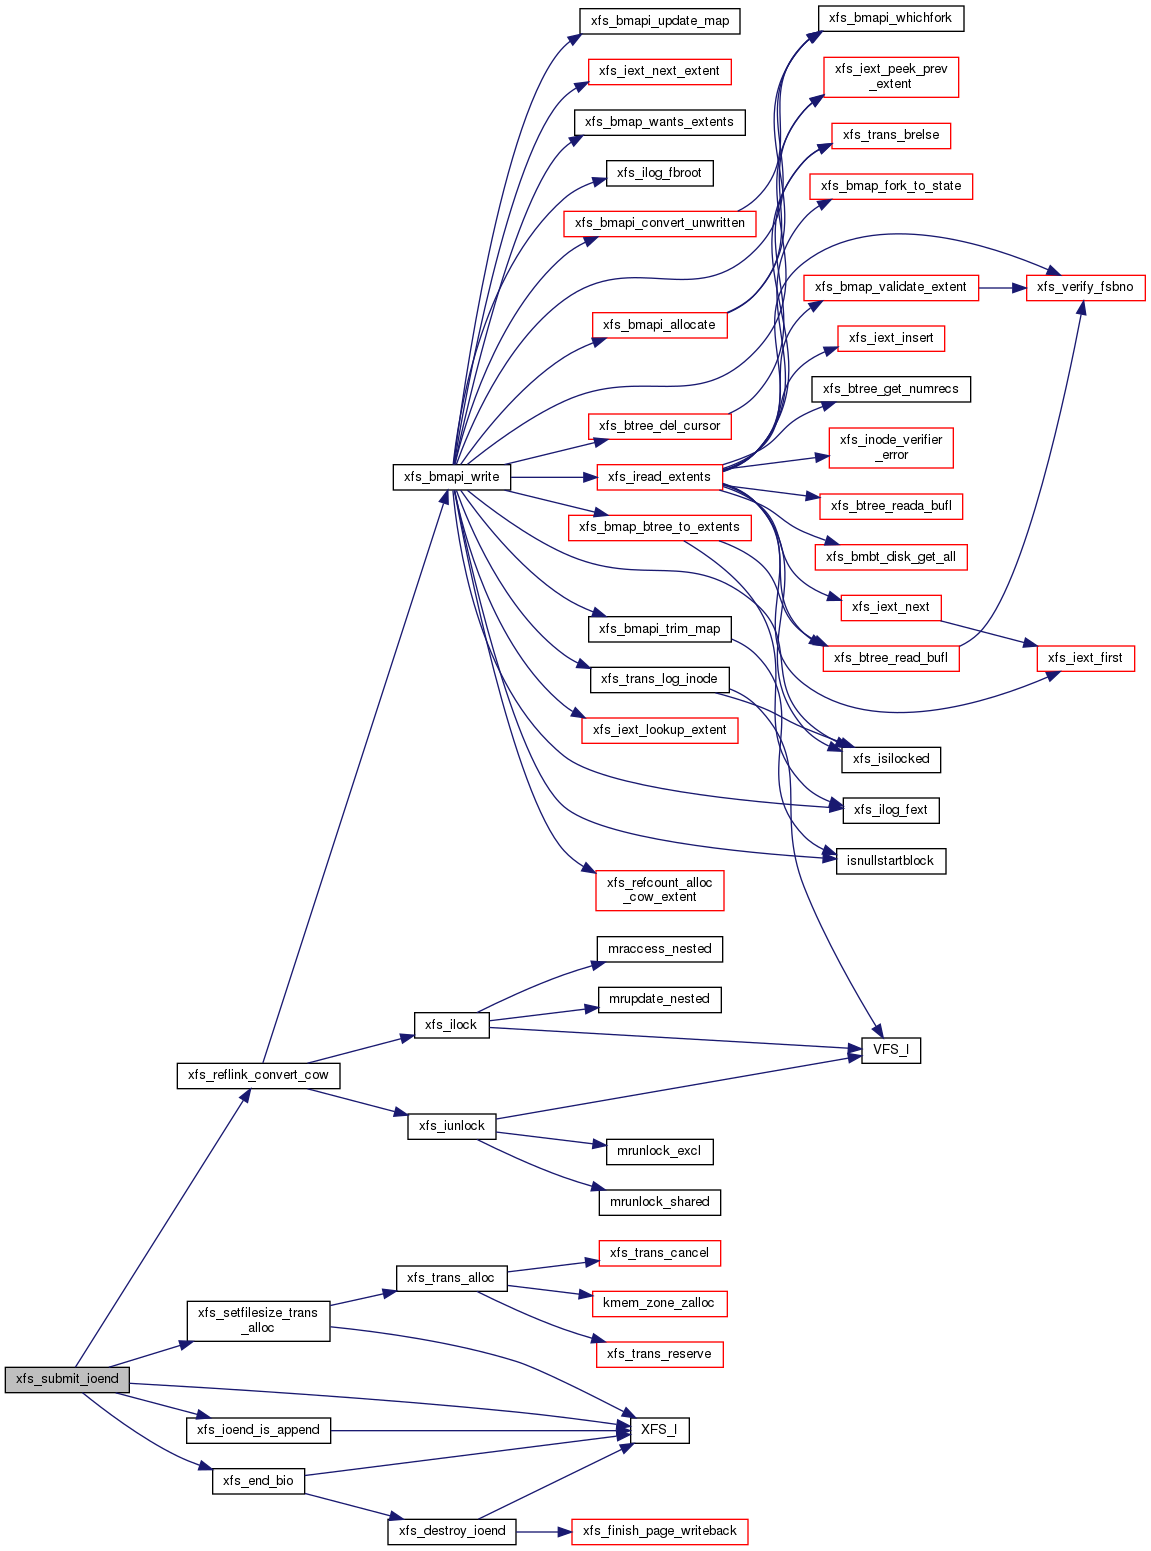 xfs_bmapi_update_map
xfs_iext_next_extent
xfs_bmap_wants_extents
xfs_ilog_fbroot
xfs_bmapi_convert_unwritten
xfs_bmapi_allocate
xfs_btree_del_cursor
xfs_bmapi_write
xfs_iread_extents
xfs_bmap_btree_to_extents
xfs_bmapi_trim_map
xfs_trans_log_inode
xfs_iext_lookup_extent
xfs_refcount_alloc
_cow_extent
xfs_bmapi_whichfork
xfs_iext_peek_prev
_extent
xfs_trans_brelse
xfs_bmap_fork_to_state
xfs_bmap_validate_extent
xfs_verify_fsbno
xfs_iext_insert
xfs_btree_get_numrecs
xfs_inode_verifier
_error
xfs_btree_reada_bufl
xfs_bmbt_disk_get_all
xfs_iext_next
xfs_btree_read_bufl
xfs_iext_first
xfs_isilocked
xfs_ilog_fext
isnullstartblock
mraccess_nested
mrupdate_nested
xfs_ilock
VFS_I
xfs_reflink_convert_cow
xfs_iunlock
mrunlock_excl
mrunlock_shared
xfs_trans_cancel
xfs_trans_alloc
kmem_zone_zalloc
xfs_setfilesize_trans
_alloc
xfs_trans_reserve
xfs_submit_ioend
xfs_ioend_is_append
XFS_I
xfs_end_bio
xfs_destroy_ioend
xfs_finish_page_writeback